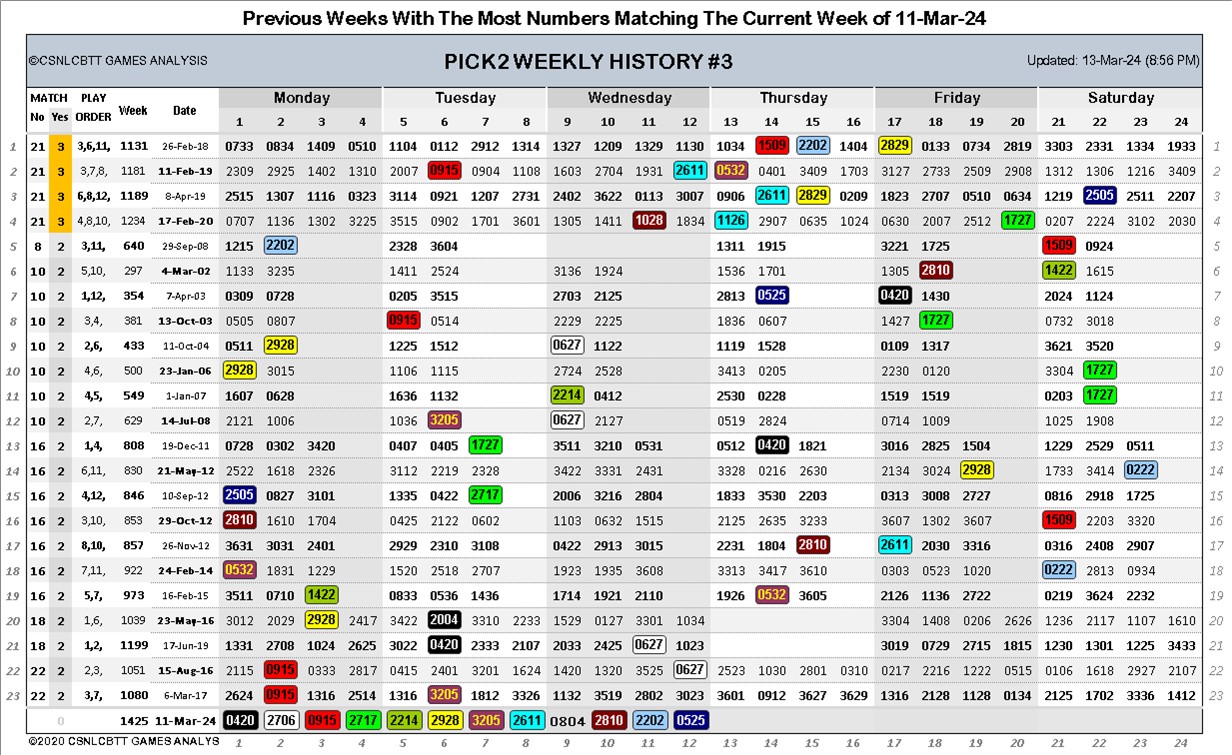 Previous Weeks With The Most Numbers Matching The Current Week of 11-Mar-24
©CSNLCBTT GAMES ANALYSIS PICK2 WEEKLY HISTORY #3 Updated: 13-Mar-24 (8:56 PM)
MATCH PLAY Week Date Monday Tuesday Wednesday Thursday Friday Saturday
No Yes ORDER 1 2 3 4 5 6 7 8 9 10 11 12 13 14 15 16 17 18 19 20 21 22 23 24
1 21 3 3,6,11, 1131 26-Feb-18 0733 0834 1409 0510 1104 0112 2912 1314 1327 1209 1329 1130 1034 1509 2202 1404 2829 0133 0734 2819 3303 2331 1334 1933 1
2 21 3 3,7,8, 1181 11-Feb-19 2309 2925 1402 1310 2007 0915 0904 1108 1603 2704 1931 2611 0532 0401 3409 1703 3127 2733 2509 2908 1312 1306 1216 3409 2
3 21 3 6,8,12, 1189 8-Apr-19 2515 1307 1116 0323 3114 0921 1207 2731 2402 3622 0113 3007 0906 2611 2829 0209 1823 2707 0510 0634 1219 2505 2511 2207 3
4 21 3 4,8,10, 1234 17-Feb-20 0707 1136 1302 3225 3515 0902 1701 3601 1305 1411 1028 1834 1126 2907 0635 1024 0630 2007 2512 1727 0207 2224 3102 2030 4
5 8 2 3,11, 640 29-Sep-08 1215 2202 2328 3604 1311 1915 3221 1725 1509 0924 5
6 10 2 5,10, 297 4-Mar-02 1133 3235 1411 2524 3136 1924 1536 1701 1305 2810 1422 1615 6
7 10 2 1,12, 354 7-Apr-03 0309 0728 0205 3515 2703 2125 2813 0525 0420 1430 2024 1124 7
8 10 2 3,4, 381 13-Oct-03 0505 0807 0915 0514 2229 2225 1836 0607 1427 1727 0732 3018 8
9 10 2 2,6, 433 11-Oct-04 0511 2928 1225 1512 0627 1122 1119 1528 0109 1317 3621 3520 9
10 10 2 4,6, 500 23-Jan-06 2928 3015 1106 1115 2724 2528 3413 0205 2230 0120 3304 1727 10
11 10 2 4,5, 549 1-Jan-07 1607 0628 1636 1132 2214 0412 2530 0228 1519 1519 0203 1727 11
12 10 2 2,7, 629 14-Jul-08 2121 1006 1036 3205 0627 2127 0519 2824 0714 1009 1025 1908 12
13 16 2 1,4, 808 19-Dec-11 0728 0302 3420 0407 0405 1727 3511 3210 0531 0512 0420 1821 3016 3825 1504 1229 2529 0511 13
14 16 2 6,11, 830 21-May-12 2522 1618 2326 3112 2219 2328 3422 3331 2431 3328 0216 2630 2134 3024 2928 1733 3414 0222 14
15 16 2 4,12, 846 10-Sep-12 2505 0827 3101 1335 0422 2717 2006 3216 2804 1833 3530 2203 0313 3008 2727 0816 2918 1725 15
16 16 2 3,10, 853 29-Oct-12 2810 1610 1704 0425 2122 0602 1103 0632 1515 2125 2635 3233 3607 1302 3607 1509 2203 3320 16
17 16 2 8,10, 857 26-Nov-12 3631 3031 2401 2929 2310 3108 0422 2913 3015 2231 1804 2810 2611 2030 3316 0316 2408 2907 17
18 16 2 7,11, 922 24-Feb-14 0532 1831 1229 1520 2518 2707 1923 1935 3608 3313 3417 3610 0303 0523 1020 0222 2813 0934 18
19 16 2 5,7, 973 16-Feb-15 3511 0710 1422 0833 0536 1436 1714 1921 2110 1926 0532 3605 2126 1136 2722 0219 3624 2232 19
20 18 2 1,6, 1039 23-May-16 3012 2029 2928 2417 3422 2004 3310 2233 1529 0127 3301 1034 3304 1408 0206 2626 1236 2117 1107 1610 20
21 18 2 1,2, 1199 17-Jun-19 1331 2708 1024 2625 3022 0420 2333 2107 2033 2425 0627 1023 3019 0729 2715 1815 1230 1301 1225 3433 21
22 22 2 2,3, 1051 15-Aug-16 2115 0915 0333 2817 0415 2401 3201 1624 1420 1320 3525 0627 2523 1030 2801 0310 0217 2216 1222 0515 0106 1618 2927 2107 22
23 22 2 3,7, 1080 6-Mar-17 2624 0915 1316 2514 1316 3205 1812 3326 1132 3519 2802 3023 3601 0912 3627 3629 1316 2128 1128 0134 2125 1702 3336 1412 23
0 1425 11-Mar-24 0420 2706 0915 2717 2214 2928 3205 2611 0804 2810 2202 0525
©2020 CSNLCBTT GAMES ANALYS 1 2 3 4 5 6 7 8 9 10 11 12 13 14 15 16 17 18 19 20 21 22 23 24